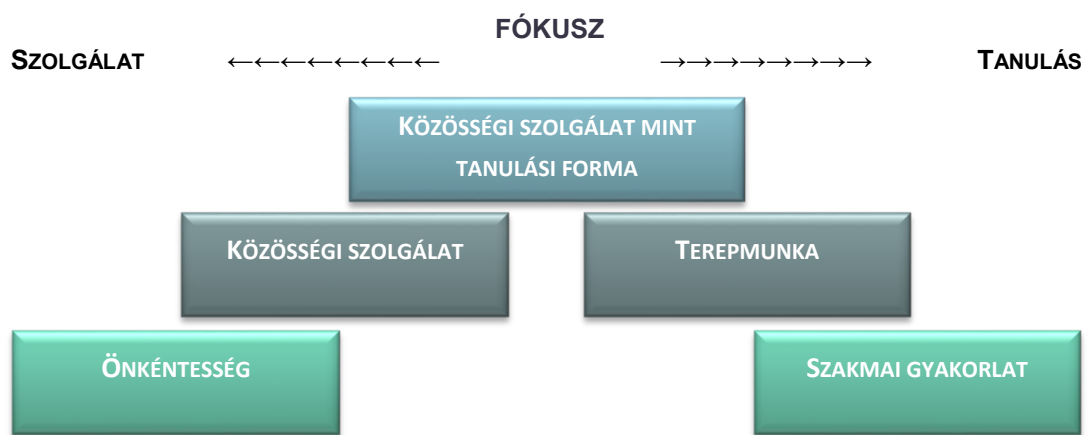 FÓKUSZ
SZOLGÁLAT ←←←←←←←← →→→→→→→→ TANULÁS
KÖZÖSSÉGI SZOLGÁLAT MINT
TANULÁSI FORMA
KÖZÖSSÉGI SZOLGÁLAT TEREPMUNKA
ÖNKÉNTESSÉG SZAKMAI GYAKORLAT